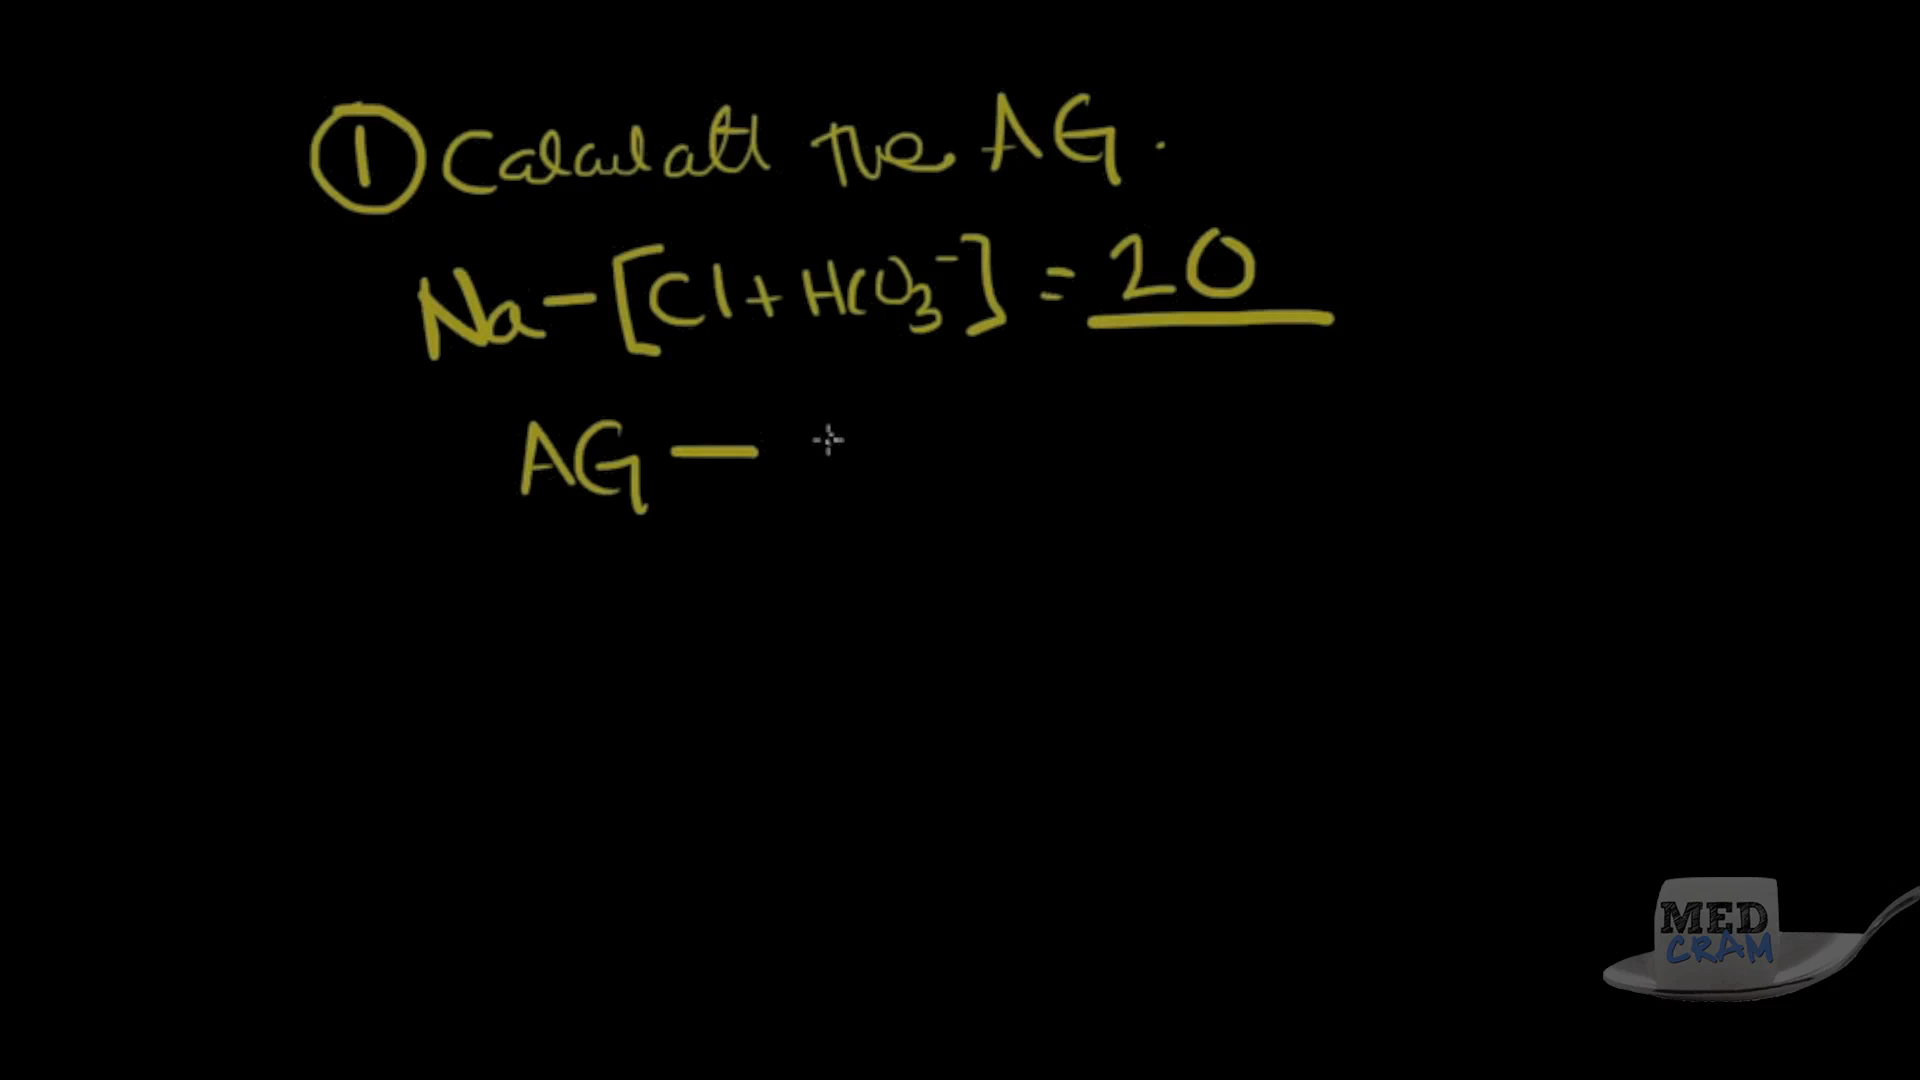 ① Calculate the AG.
Na - [Cl + HCO₃⁻] = 20
AG -
MED
CRAM